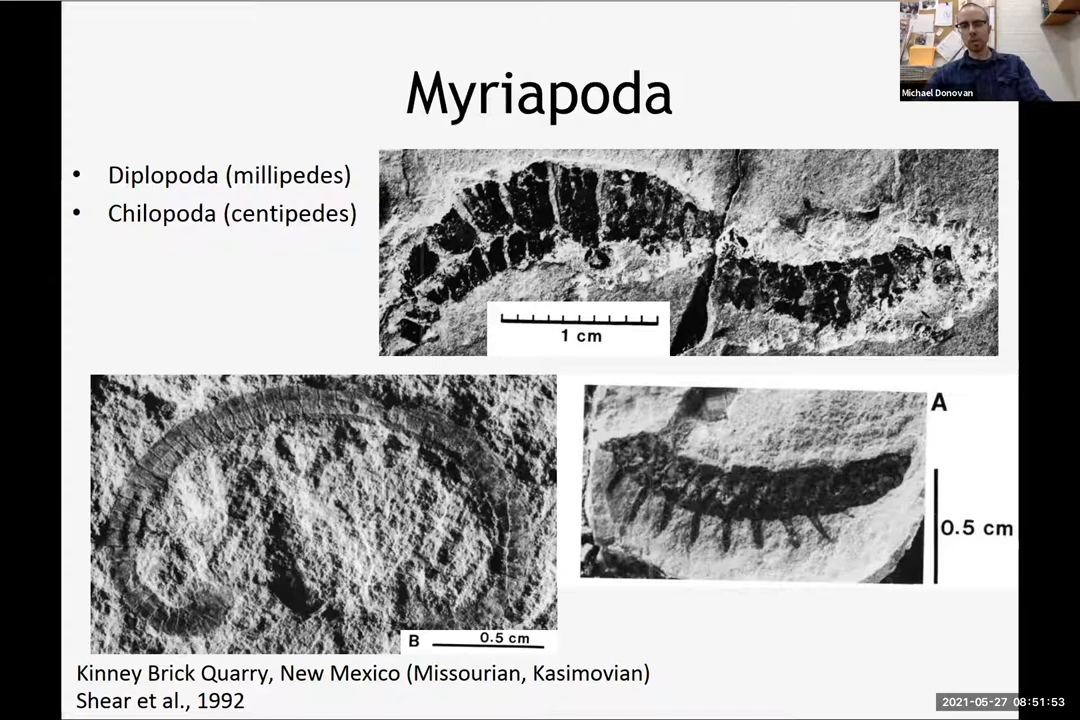 Michael Donovan
Myriapoda
• Diplopoda (millipedes)
• Chilopoda (centipedes)
1 cm
A
0.5 cm
B 0.5 cm
Kinney Brick Quarry, New Mexico (Missourian, Kasimovian)
Shear et al., 1992
2021-05-27 08:51:53